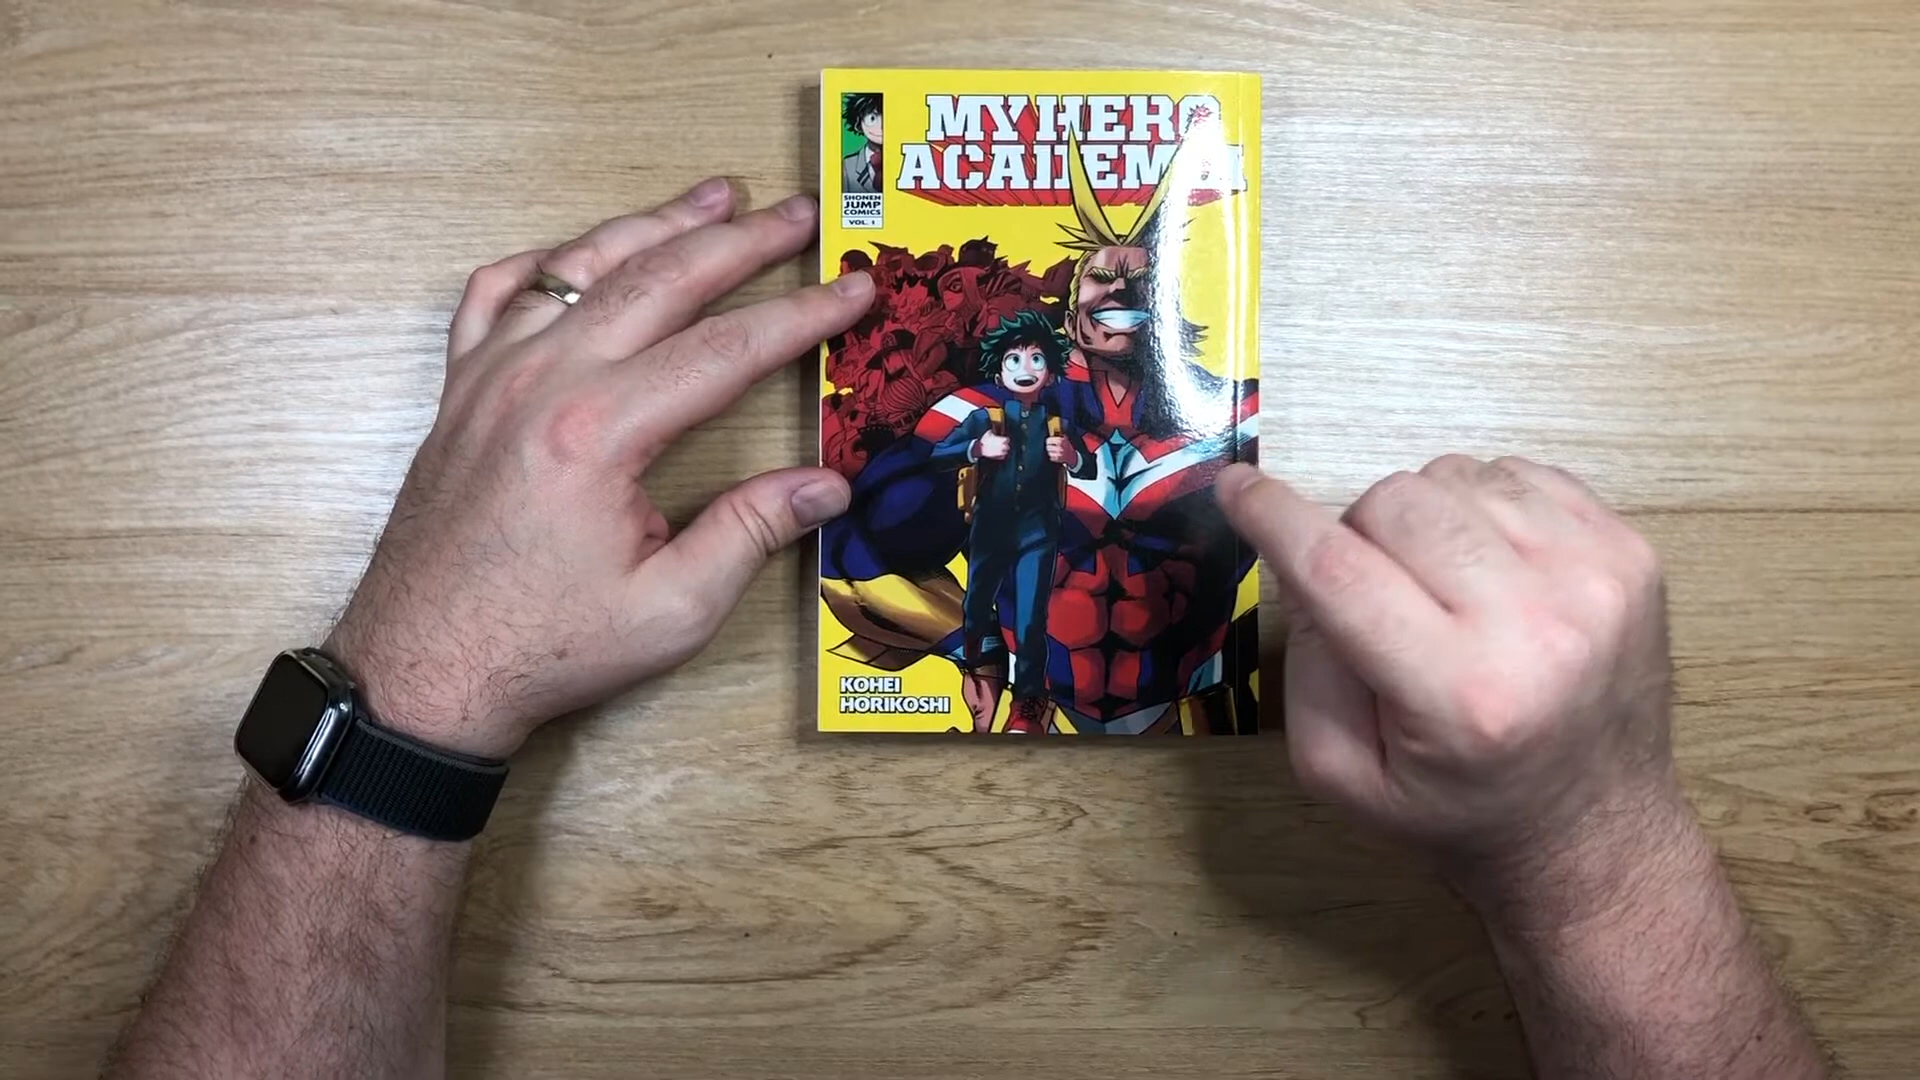 MY HERO
ACADEMIA
SHONEN
JUMP
COMICS
VOL. 1
KOHEI
HORIKOSHI